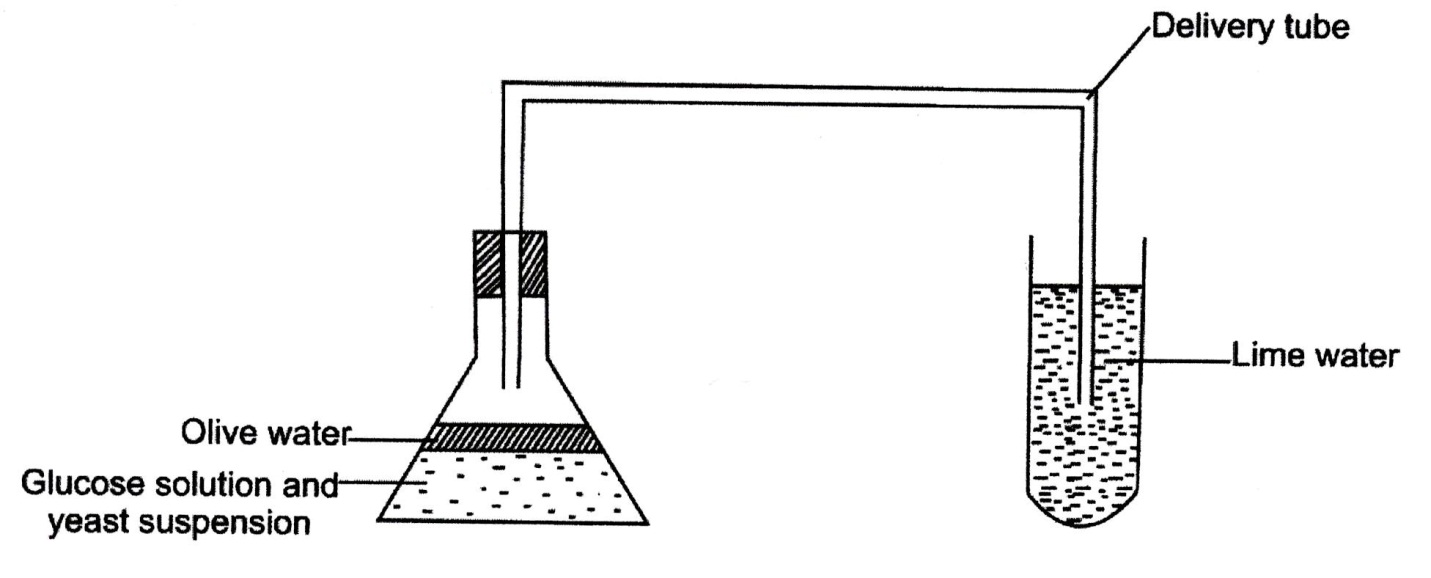 Delivery tube
Lime water
Olive water
Glucose solution and
yeast suspension